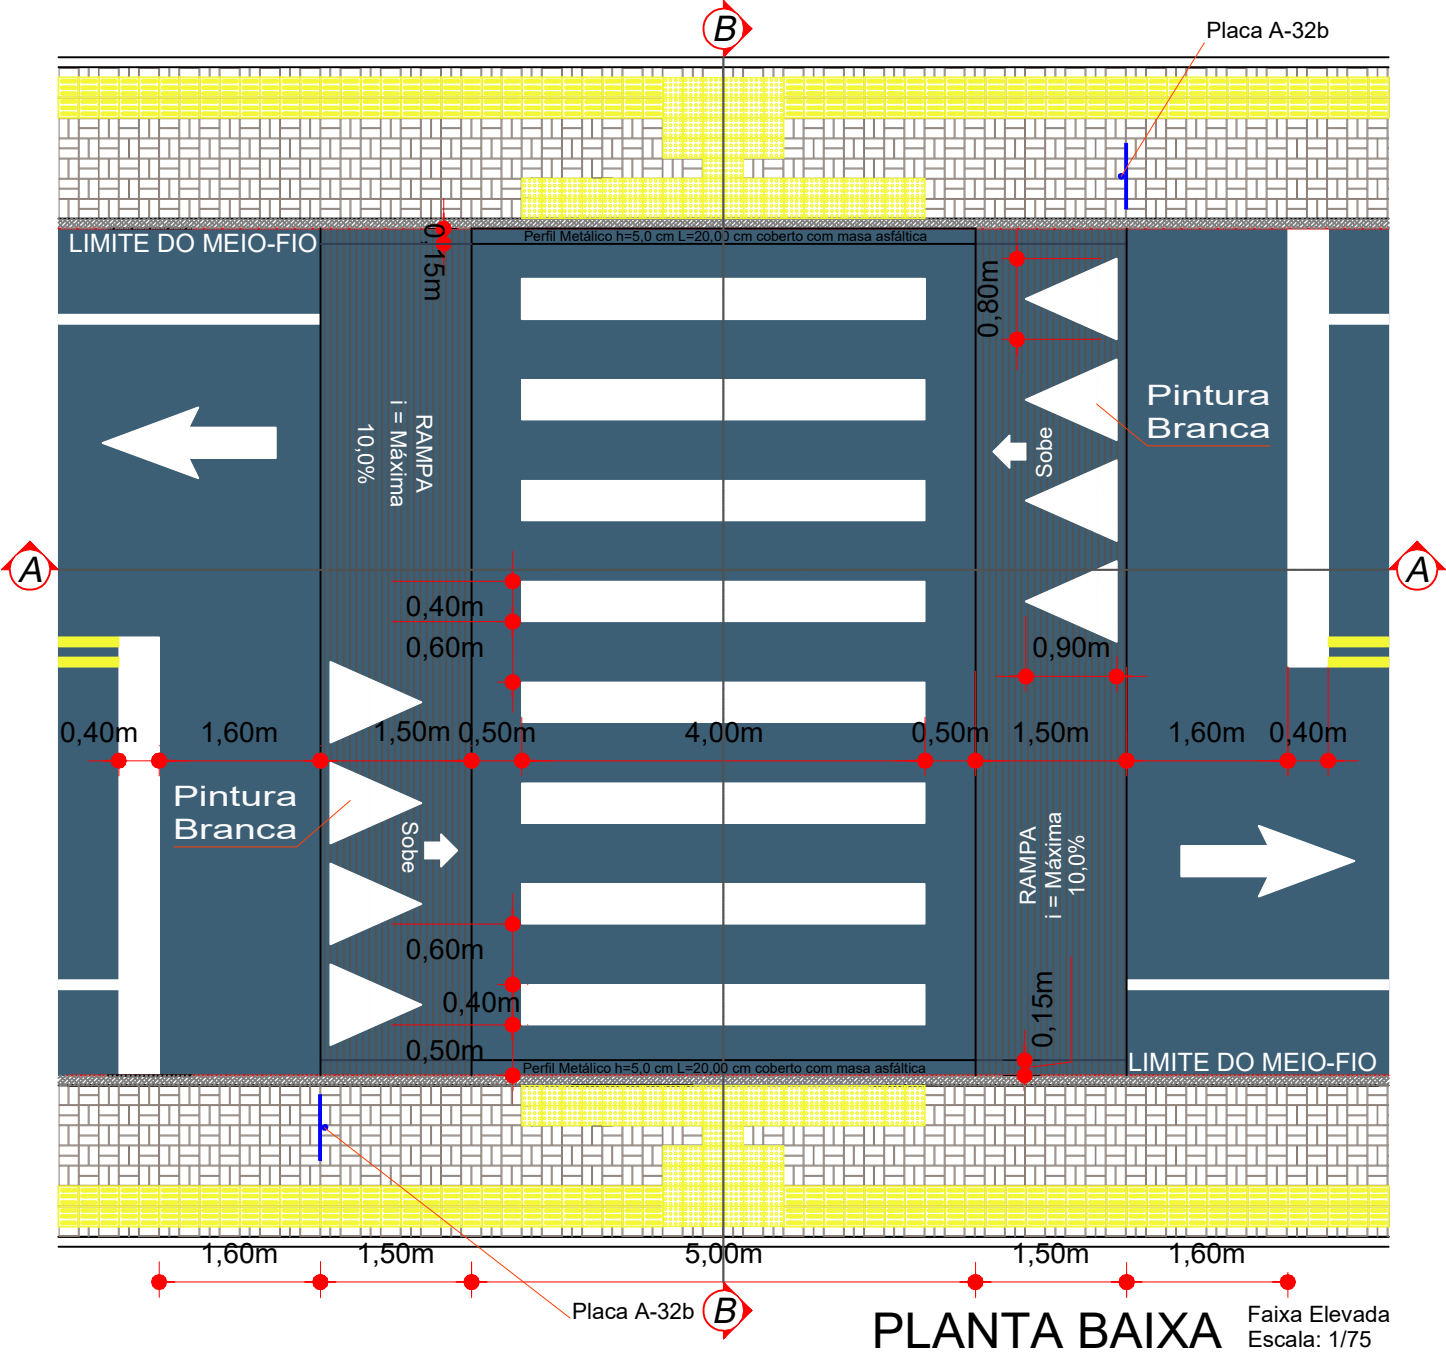 B
Placa A-32b
LIMITE DO MEIO-FIO
0,15m
Perfil Metálico h=5,0 cm L=20,00 cm coberto com masa asfáltica
0,80m
RAMPA
i = Máxima
10,0%
Pintura
Branca
Sobe
A
A
0,40m
0,60m
0,90m
0,40m
1,60m
1,50m
0,50m
4,00m
0,50m
1,50m
1,60m
0,40m
Pintura
Branca
Sobe
RAMPA
i = Máxima
10,0%
0,60m
0,40m
0,15m
0,50m
Perfil Metálico h=5,0 cm L=20,00 cm coberto com masa asfáltica
LIMITE DO MEIO-FIO
1,60m
1,50m
5,00m
1,50m
1,60m
Placa A-32b
B
PLANTA BAIXA
Faixa Elevada
Escala: 1/75